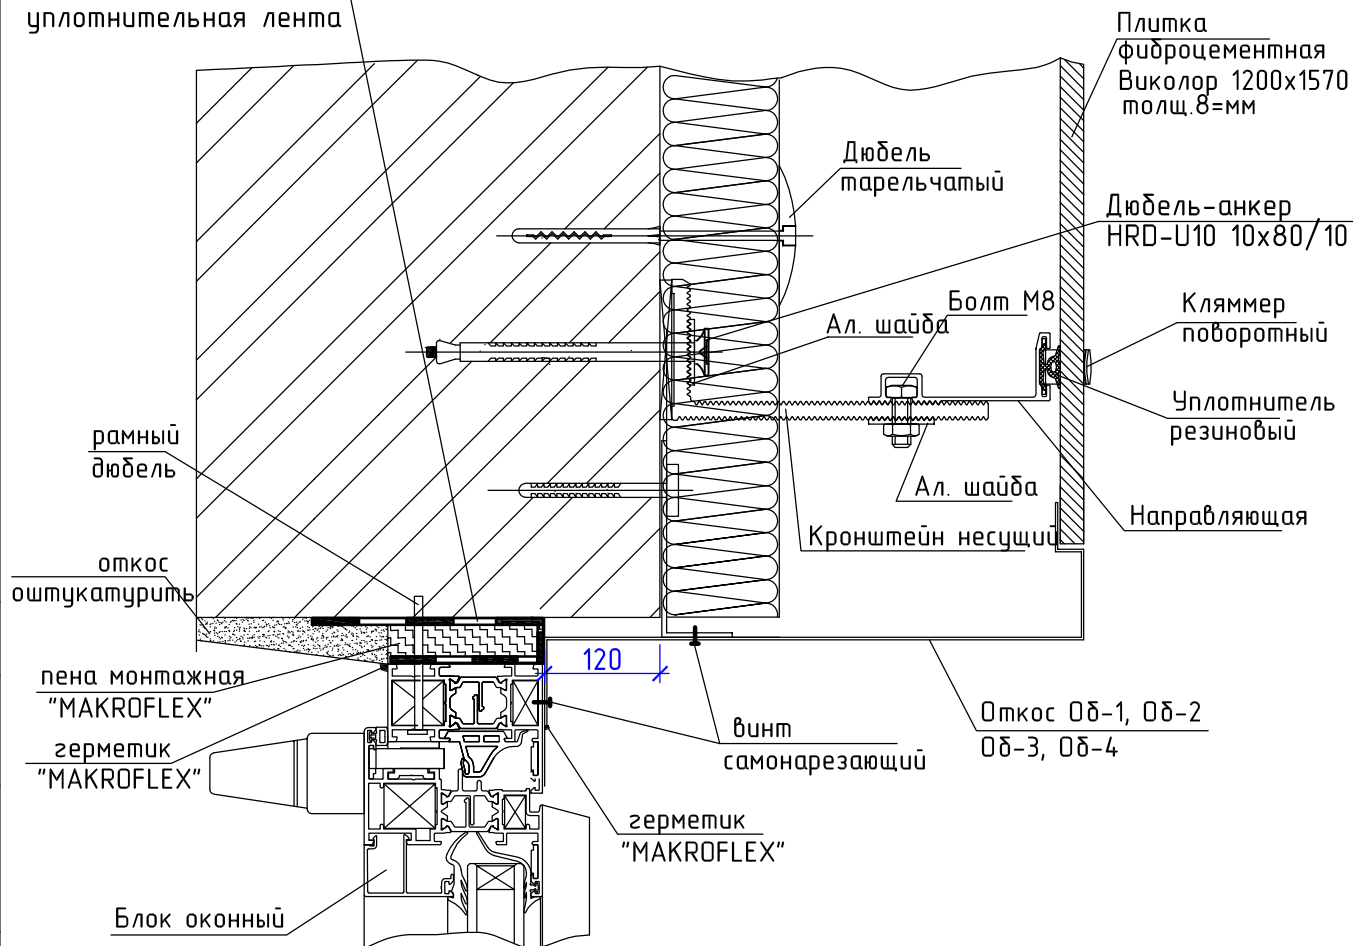 уплотнительная лента
Плитка
фиброцементная
Виколор 1200х1570
толщ.8=мм
Дюбель
тарельчатый
Дюбель-анкер
HRD-U10 10x80/10
Болт М8
Ал. шайба
Кляммер
поворотный
Уплотнитель
резиновый
рамный
дюбель
Ал. шайба
Направляющая
Кронштейн несущий
откос
оштукатурить
120
пена монтажная
"MAKROFLEX"
Откос Об-1, Об-2
Об-3, Об-4
винт
самонарезающий
герметик
"MAKROFLEX"
герметик
"MAKROFLEX"
Блок оконный